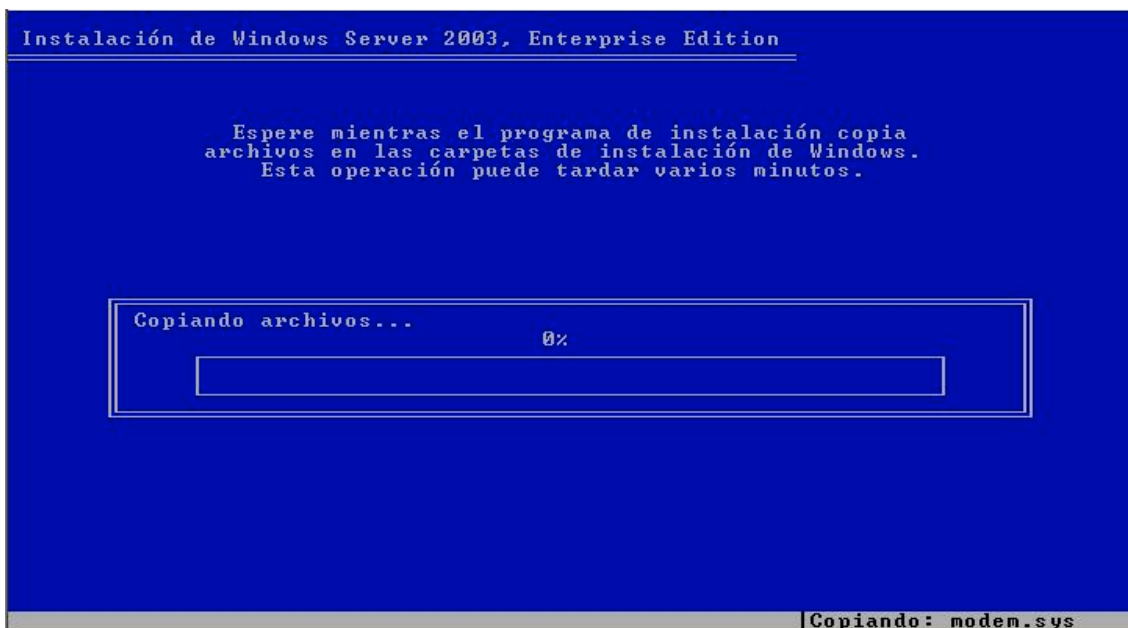 Instalación de Windows Server 2003, Enterprise Edition
Espere mientras el programa de instalación copia
archivos en las carpetas de instalación de Windows.
Esta operación puede tardar varios minutos.
Copiando archivos...
0%
Copiando: modem.sys